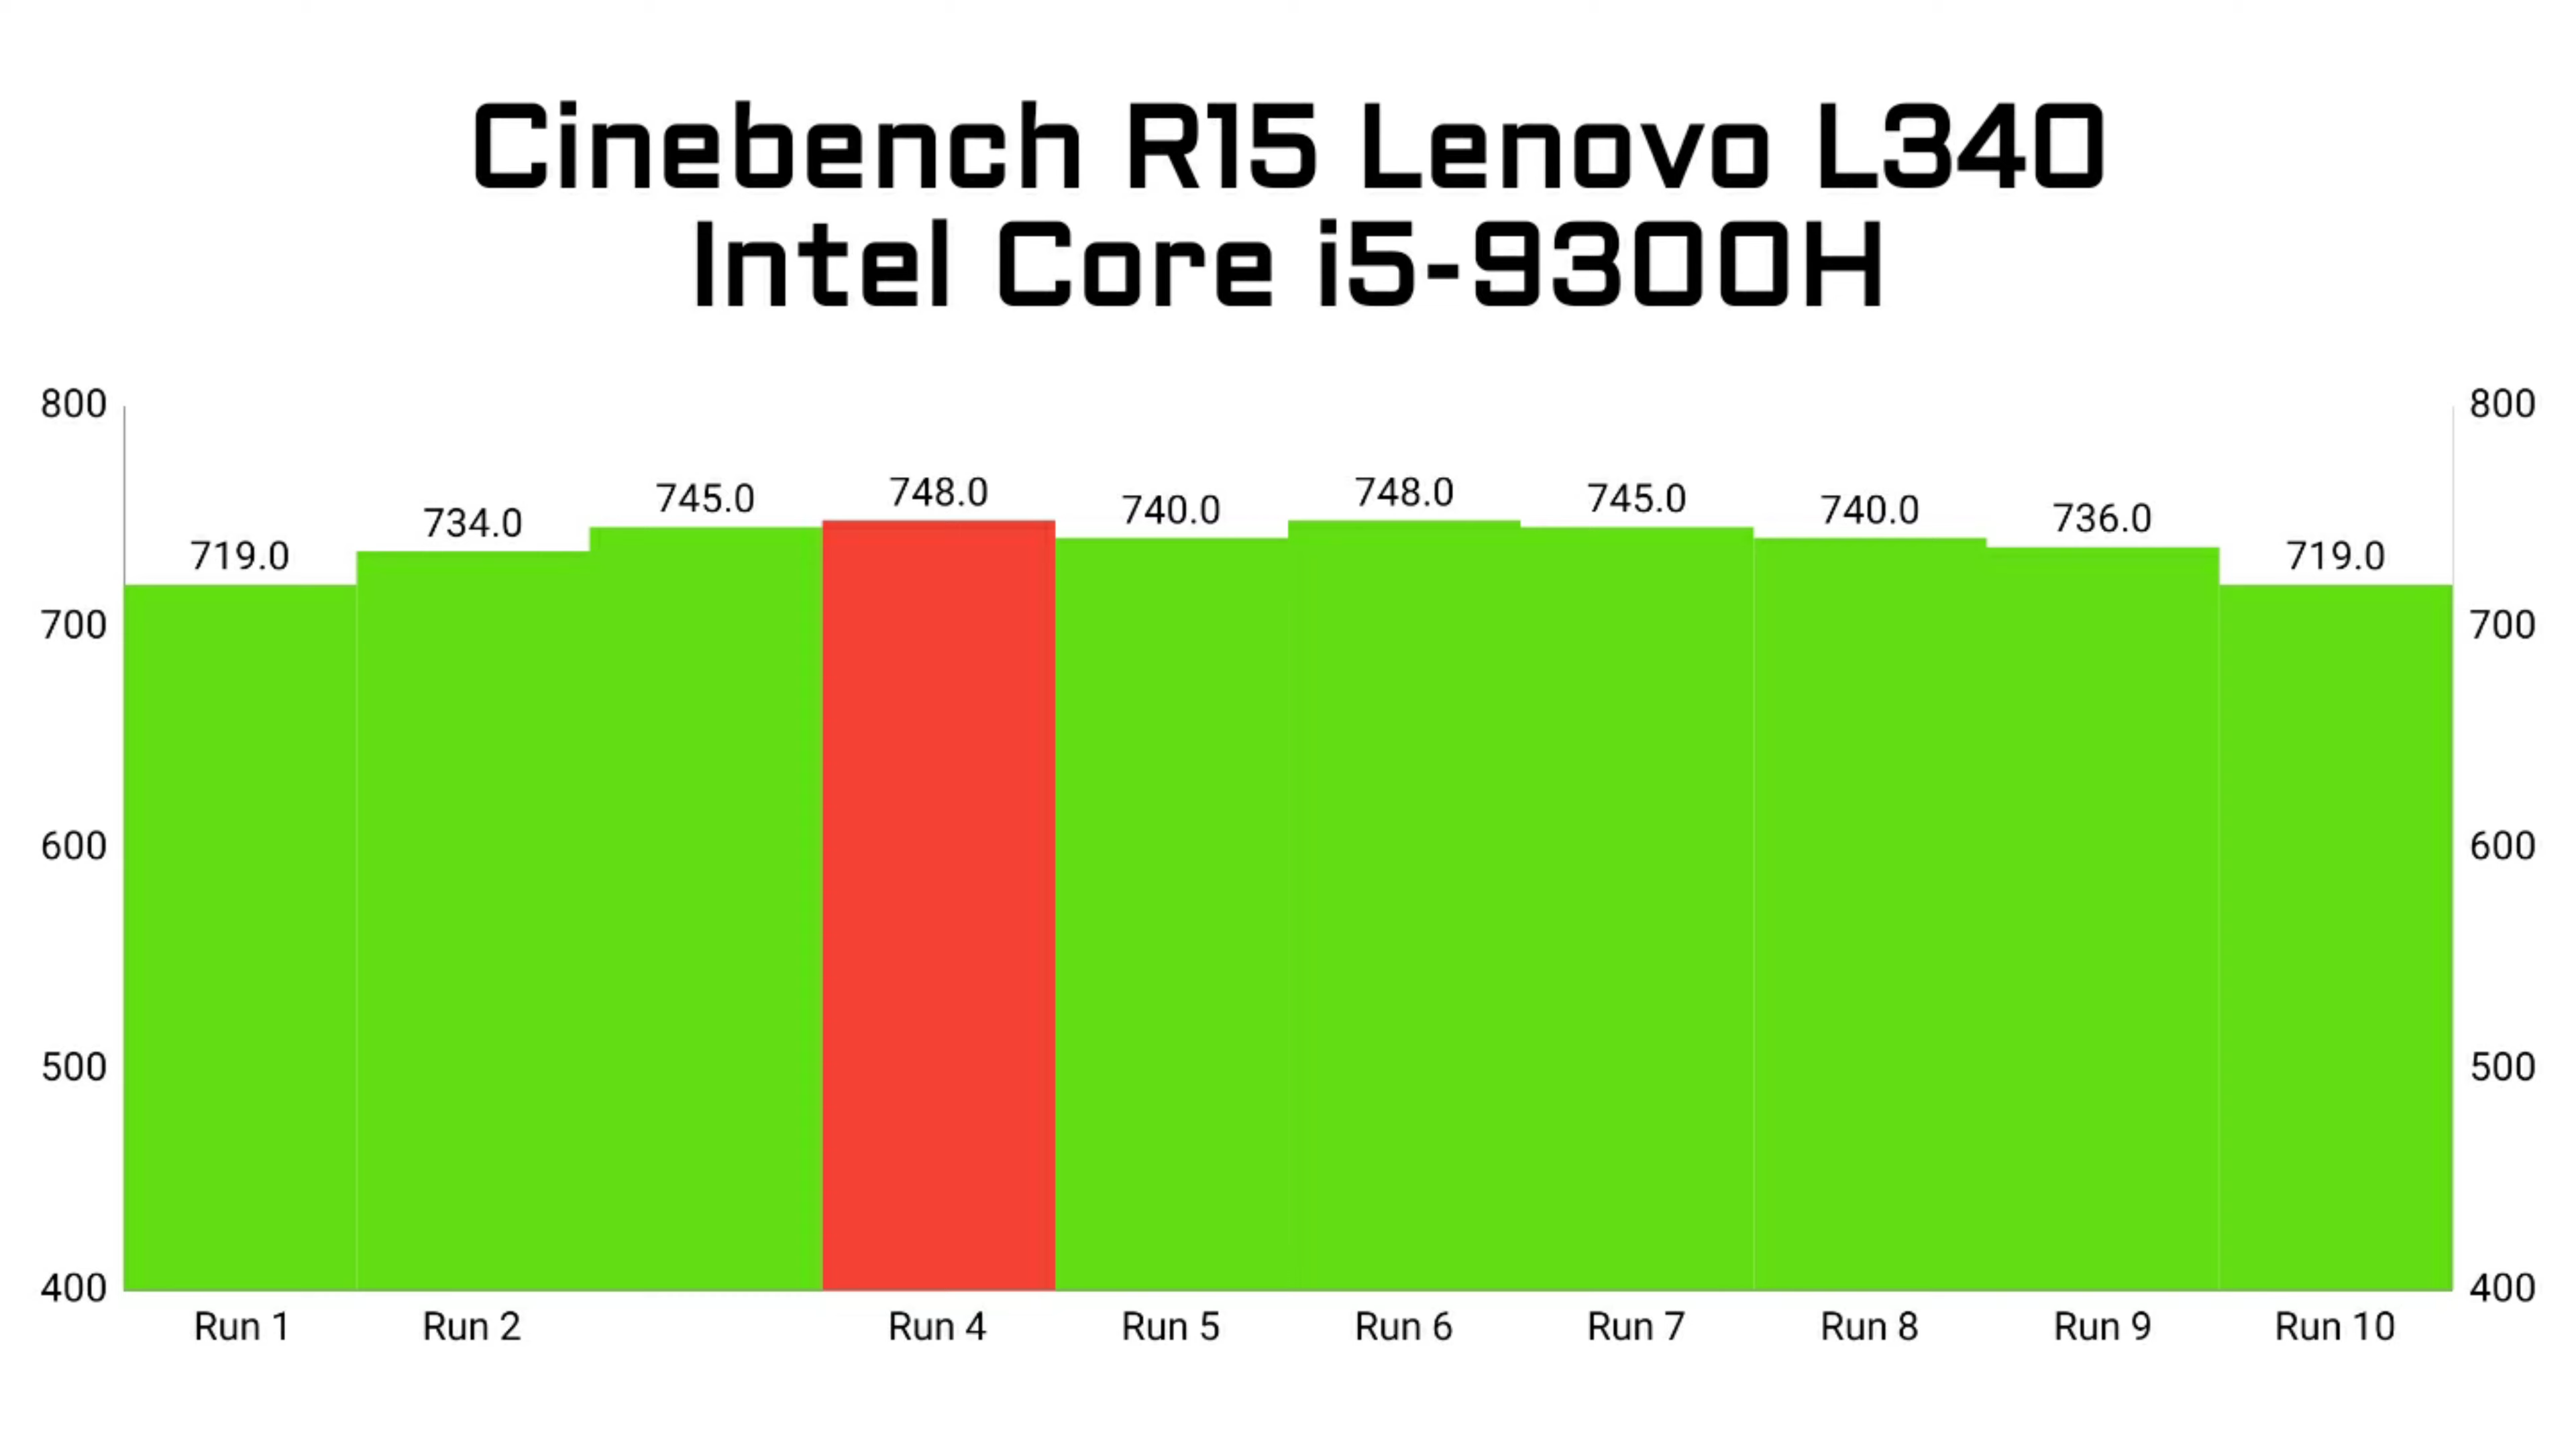 Cinebench R15 Lenovo L340
Intel Core i5-9300H
800 800
719.0 734.0 745.0 748.0 740.0 748.0 745.0 740.0 736.0 719.0
700 700
600 600
500 500
400 400
Run 1 Run 2 Run 4 Run 5 Run 6 Run 7 Run 8 Run 9 Run 10